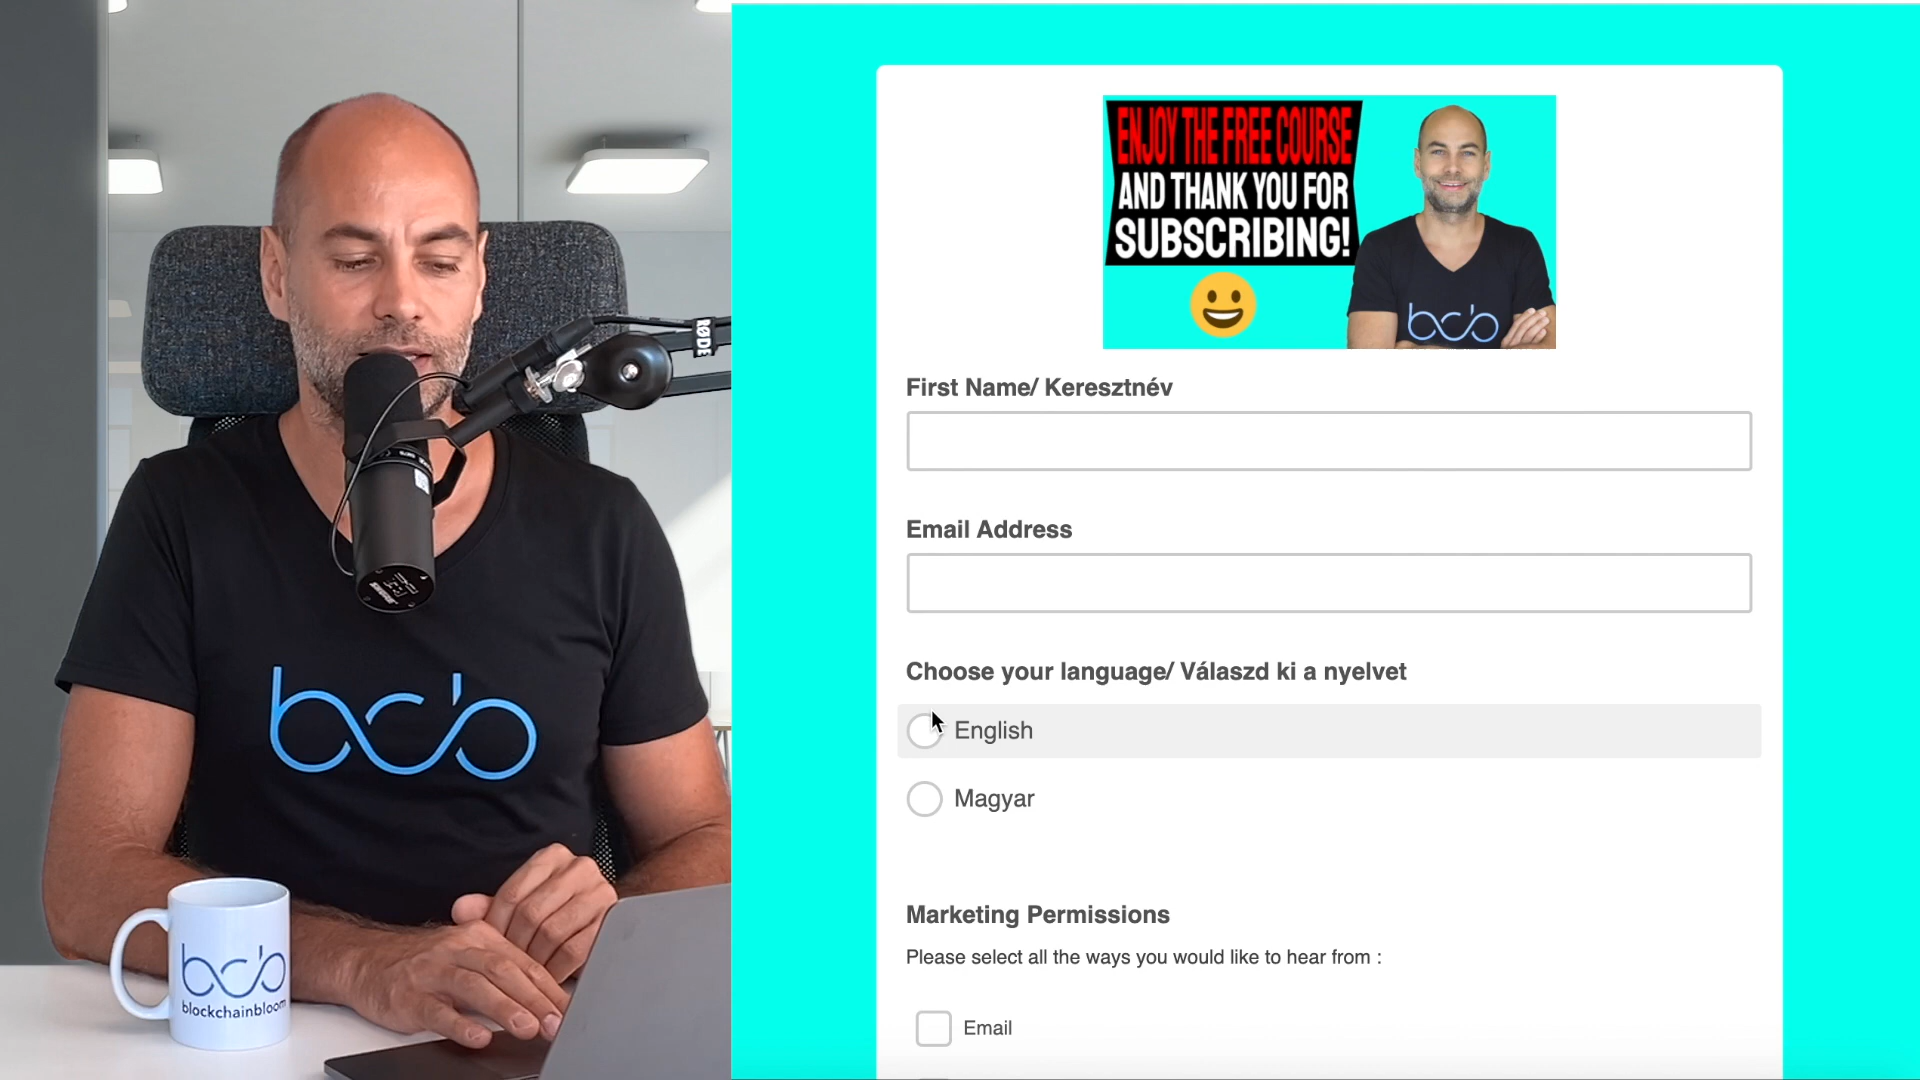 RØDE
bcb
bcb
blockchainbloom
ENJOY THE FREE COURSE
AND THANK YOU FOR
SUBSCRIBING!
bcb
First Name/ Keresztnév
Email Address
Choose your language/ Válaszd ki a nyelvet
English
Magyar
Marketing Permissions
Please select all the ways you would like to hear from :
Email